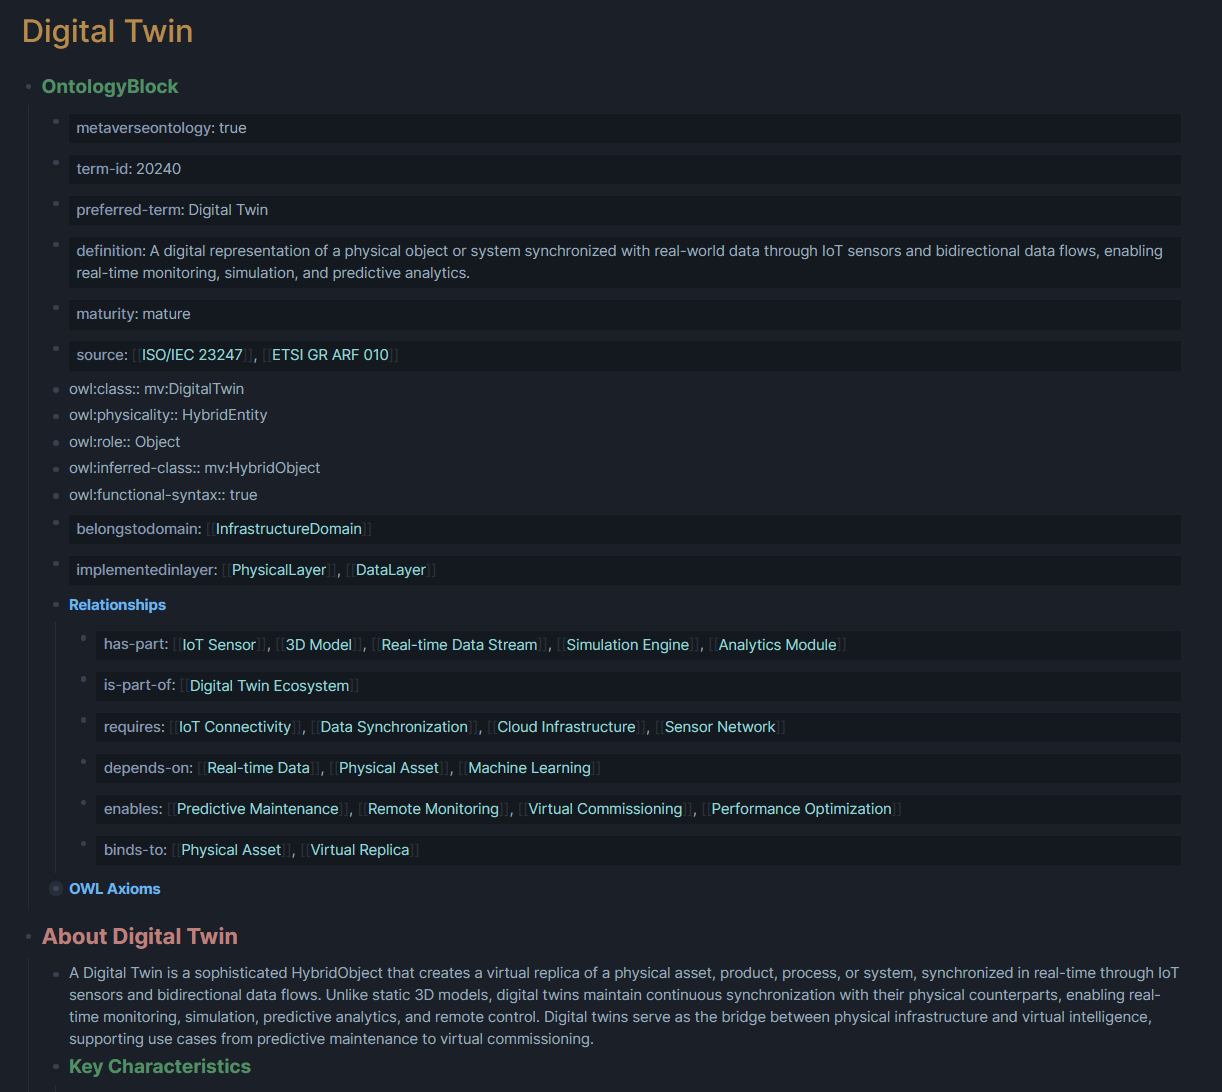 Digital Twin
OntologyBlock
metaverseontology: true
term-id: 20240
preferred-term: Digital Twin
definition: A digital representation of a physical object or system synchronized with real-world data through IoT sensors and bidirectional data flows, enabling
real-time monitoring, simulation, and predictive analytics.
maturity: mature
source: [[ISO/IEC 23247]], [[ETSI GR ARF 010]]
owl:class:: mv:DigitalTwin
owl:physicality:: HybridEntity
owl:role:: Object
owl:inferred-class:: mv:HybridObject
owl:functional-syntax:: true
belongstodomain: [[InfrastructureDomain]]
implementedinlayer: [[PhysicalLayer]], [[DataLayer]]
Relationships
has-part: [[IoT Sensor]], [[3D Model]], [[Real-time Data Stream]], [[Simulation Engine]], [[Analytics Module]]
is-part-of: [[Digital Twin Ecosystem]]
requires: [[IoT Connectivity]], [[Data Synchronization]], [[Cloud Infrastructure]], [[Sensor Network]]
depends-on: [[Real-time Data]], [[Physical Asset]], [[Machine Learning]]
enables: [[Predictive Maintenance]], [[Remote Monitoring]], [[Virtual Commissioning]], [[Performance Optimization]]
binds-to: [[Physical Asset]], [[Virtual Replica]]
OWL Axioms
About Digital Twin
A Digital Twin is a sophisticated HybridObject that creates a virtual replica of a physical asset, product, process, or system, synchronized in real-time through IoT
sensors and bidirectional data flows. Unlike static 3D models, digital twins maintain continuous synchronization with their physical counterparts, enabling real-
time monitoring, simulation, predictive analytics, and remote control. Digital twins serve as the bridge between physical infrastructure and virtual intelligence,
supporting use cases from predictive maintenance to virtual commissioning.
Key Characteristics